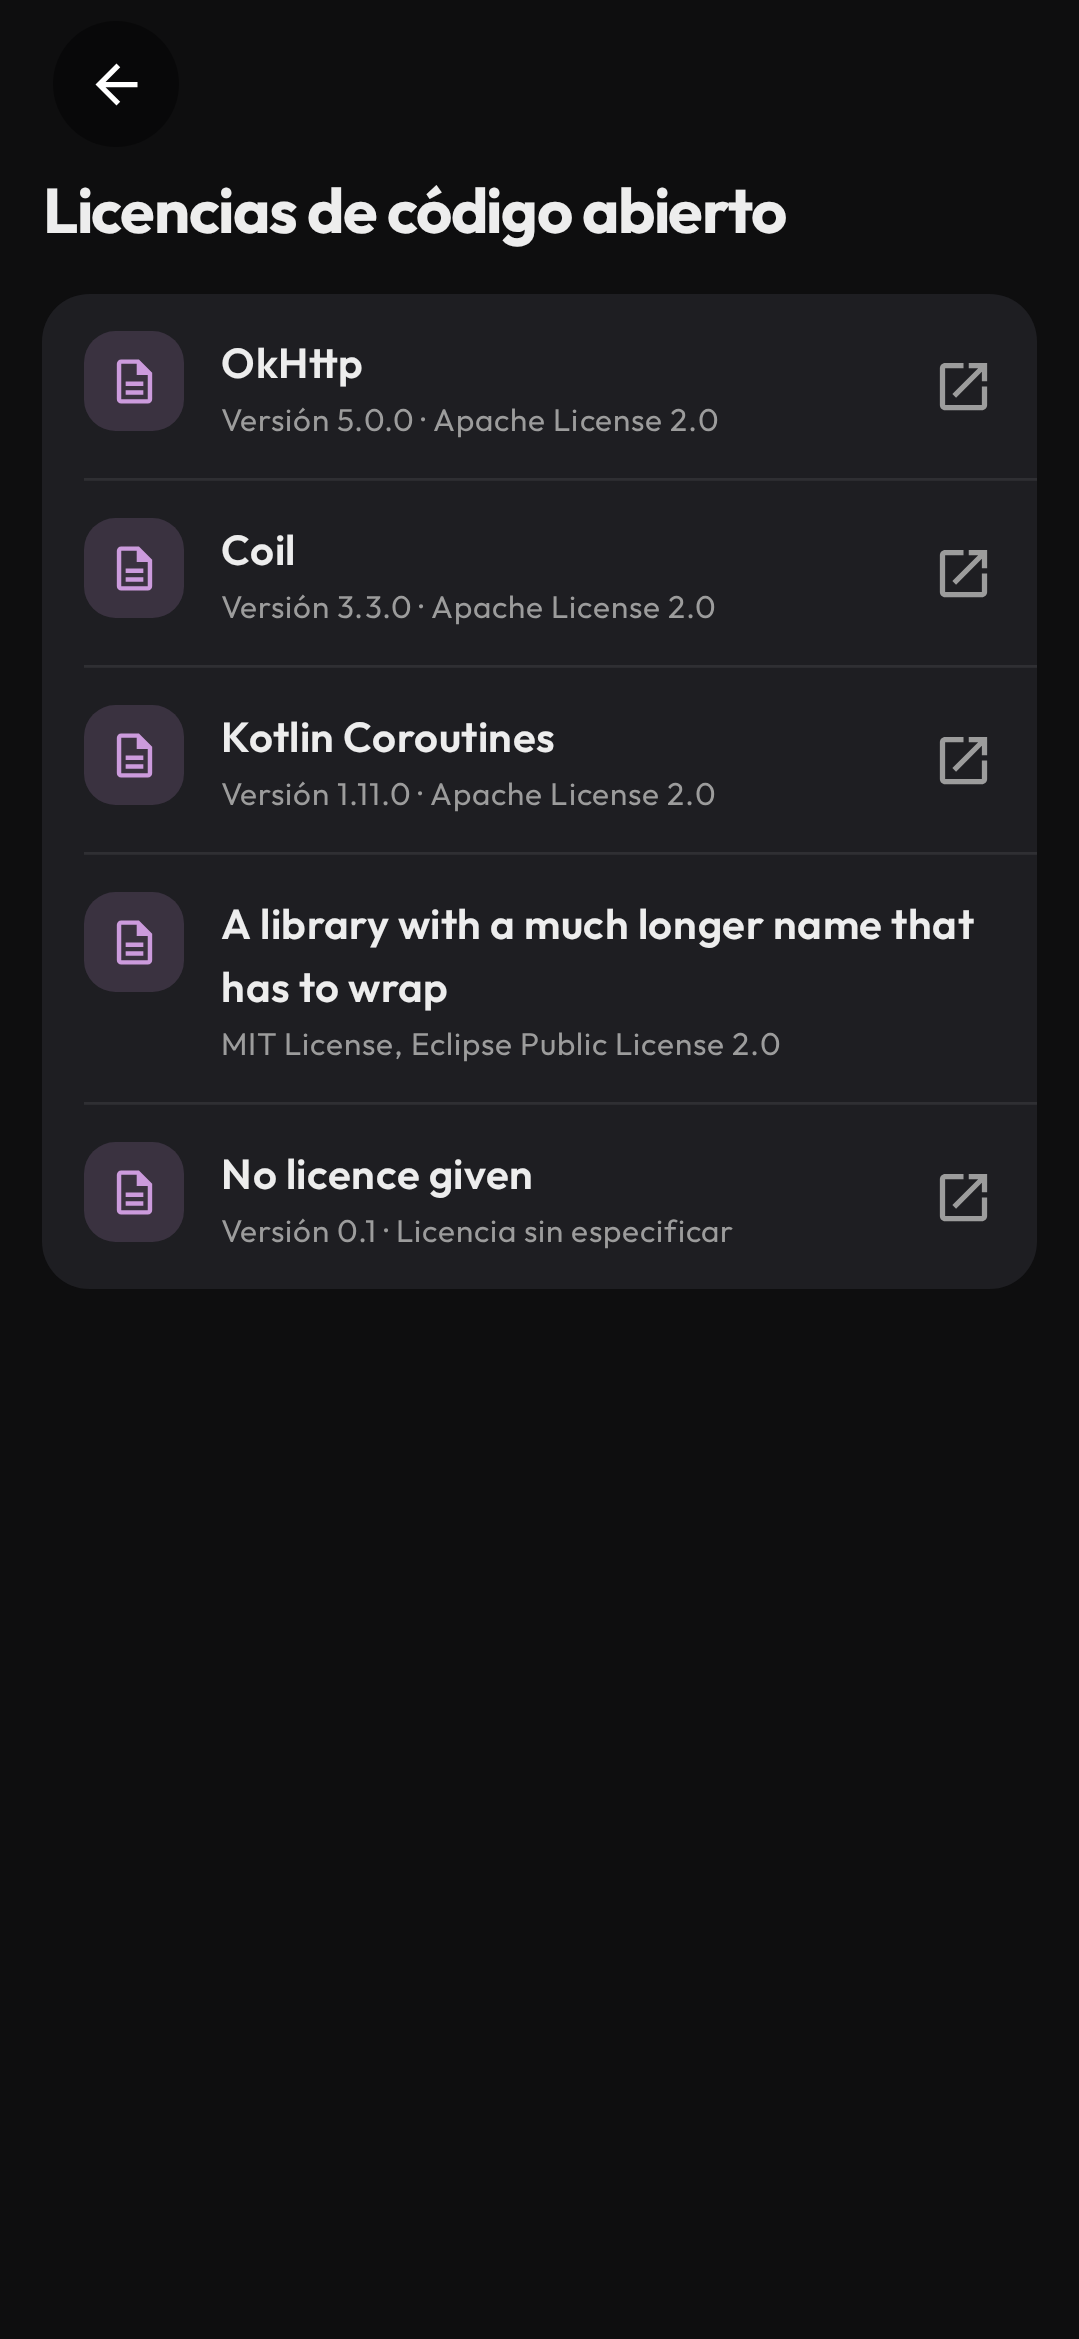 Licencias de código abierto
OkHttp
Versión 5.0.0 · Apache License 2.0
Coil
Versión 3.3.0 · Apache License 2.0
Kotlin Coroutines
Versión 1.11.0 · Apache License 2.0
A library with a much longer name that
has to wrap
MIT License, Eclipse Public License 2.0
No licence given
Versión 0.1 · Licencia sin especificar